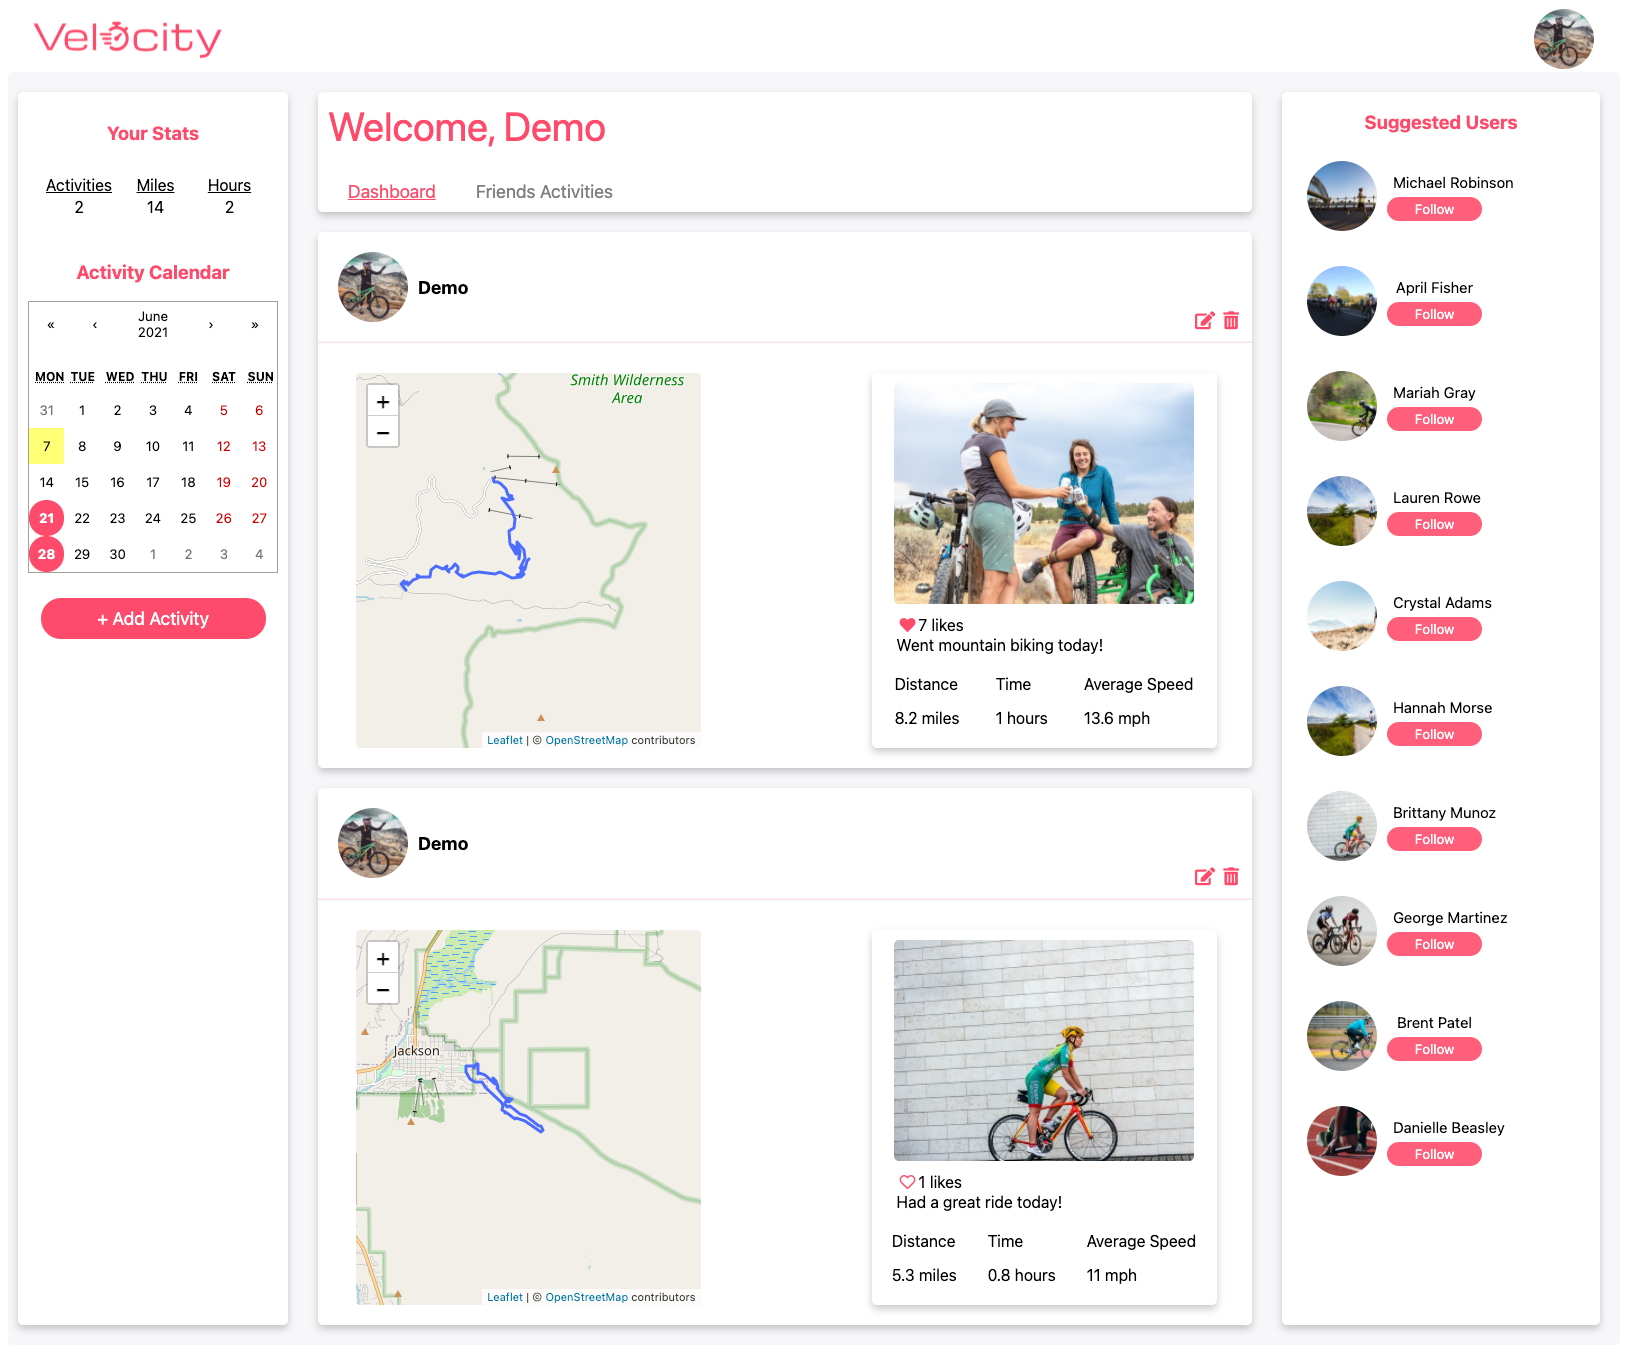 Velocity
Your Stats
Activities Miles Hours
2 14 2
Activity Calendar
« ‹ June 2021 › »
MON TUE WED THU FRI SAT SUN
31 1 2 3 4 5 6
7 8 9 10 11 12 13
14 15 16 17 18 19 20
21 22 23 24 25 26 27
28 29 30 1 2 3 4
+ Add Activity
Welcome, Demo
Dashboard Friends Activities
Demo
+
−
Smith Wilderness
Area
Leaflet | © OpenStreetMap contributors
7 likes
Went mountain biking today!
Distance Time Average Speed
8.2 miles 1 hours 13.6 mph
Demo
+
−
Jackson
Leaflet | © OpenStreetMap contributors
1 likes
Had a great ride today!
Distance Time Average Speed
5.3 miles 0.8 hours 11 mph
Suggested Users
Michael Robinson
Follow
April Fisher
Follow
Mariah Gray
Follow
Lauren Rowe
Follow
Crystal Adams
Follow
Hannah Morse
Follow
Brittany Munoz
Follow
George Martinez
Follow
Brent Patel
Follow
Danielle Beasley
Follow